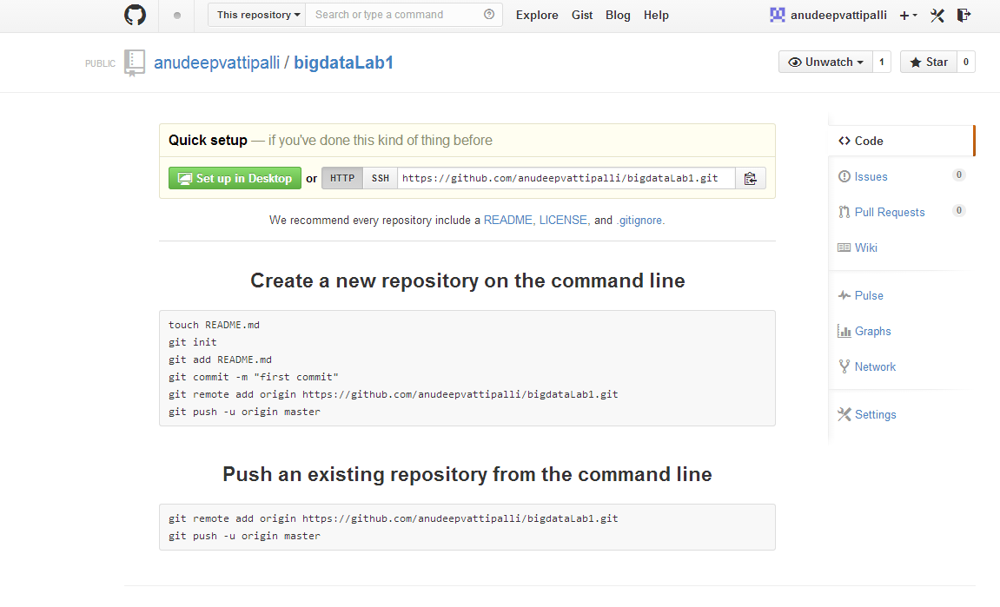 This repository Search or type a command Explore Gist Blog Help anudeepvattipalli
PUBLIC anudeepvattipalli / bigdataLab1 Unwatch 1 Star 0
Quick setup — if you've done this kind of thing before
Set up in Desktop or HTTP SSH https://github.com/anudeepvattipalli/bigdataLab1.git
We recommend every repository include a README, LICENSE, and .gitignore.
Create a new repository on the command line
touch README.md
git init
git add README.md
git commit -m "first commit"
git remote add origin https://github.com/anudeepvattipalli/bigdataLab1.git
git push -u origin master
Push an existing repository from the command line
git remote add origin https://github.com/anudeepvattipalli/bigdataLab1.git
git push -u origin master
Code
Issues 0
Pull Requests 0
Wiki
Pulse
Graphs
Network
Settings